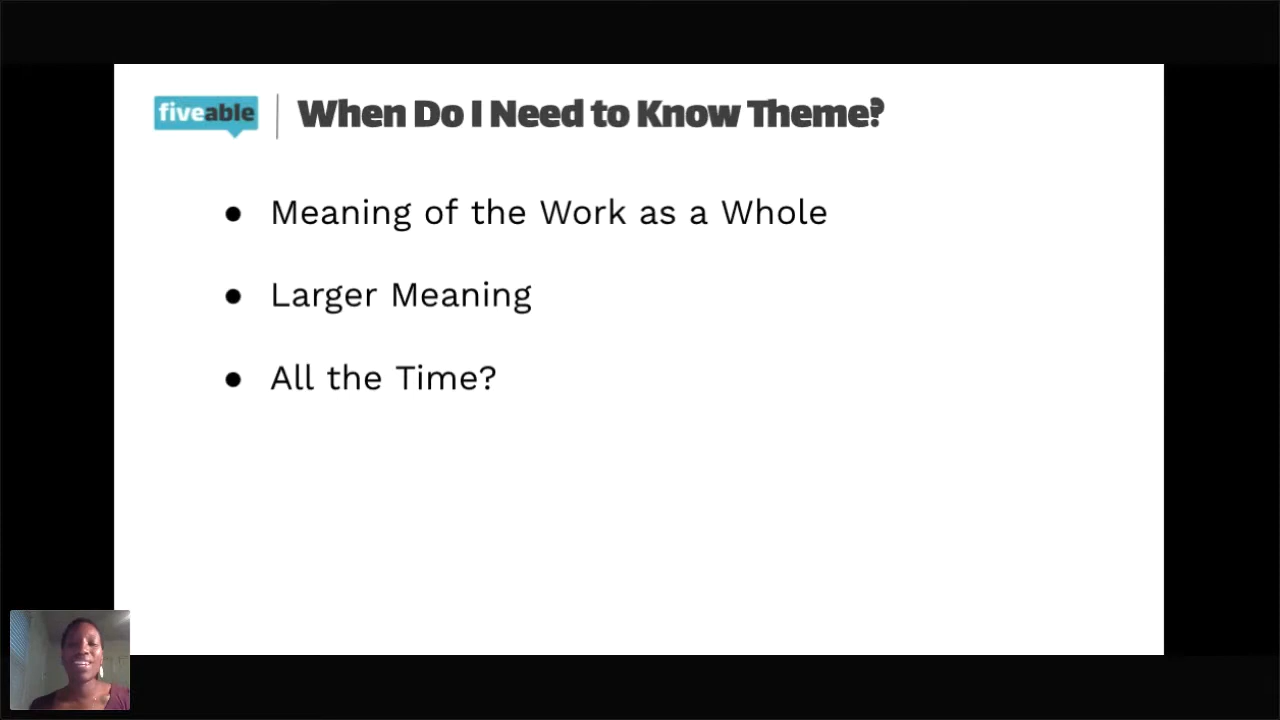 fiveable
When Do I Need to Know Theme?
● Meaning of the Work as a Whole
● Larger Meaning
● All the Time?